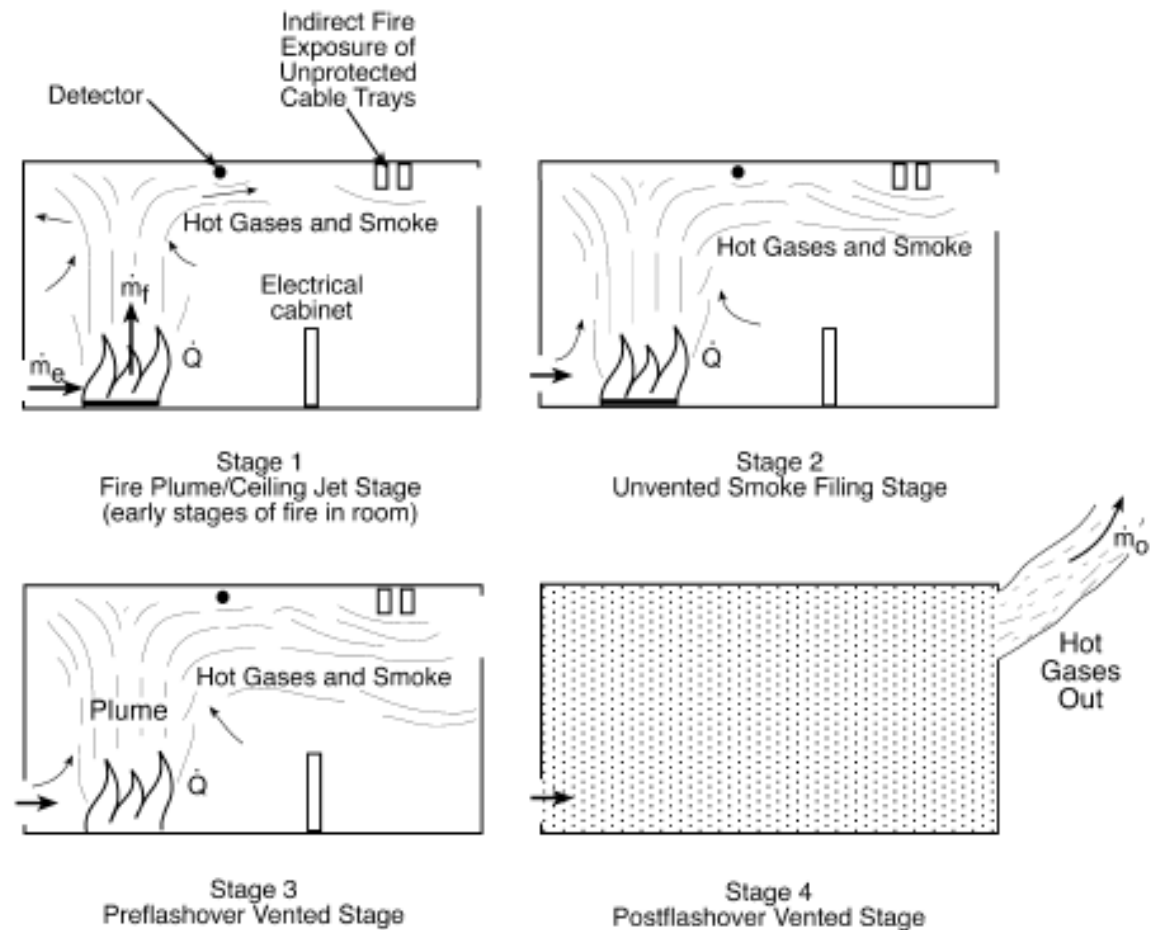 Indirect Fire
Exposure of
Unprotected
Cable Trays
Detector
Hot Gases and Smoke
ṁf
Electrical
cabinet
Q̇
ṁe
Stage 1
Fire Plume/Ceiling Jet Stage
(early stages of fire in room)
Hot Gases and Smoke
Q̇
Stage 2
Unvented Smoke Filing Stage
Hot Gases and Smoke
Plume
Q̇
Stage 3
Preflashover Vented Stage
ṁo
Hot
Gases
Out
Stage 4
Postflashover Vented Stage